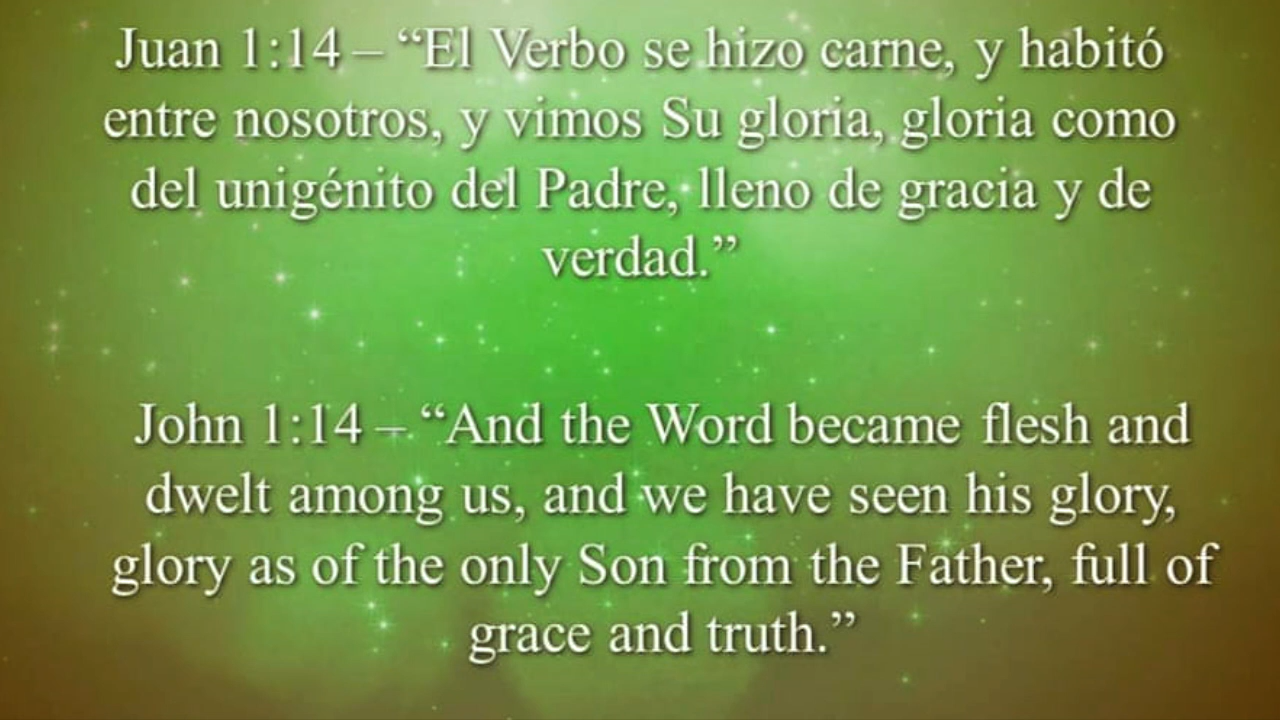 Juan 1:14 – “El Verbo se hizo carne, y habitó
entre nosotros, y vimos Su gloria, gloria como
del unigénito del Padre, lleno de gracia y de
verdad.”
John 1:14 – “And the Word became flesh and
dwelt among us, and we have seen his glory,
glory as of the only Son from the Father, full of
grace and truth.”